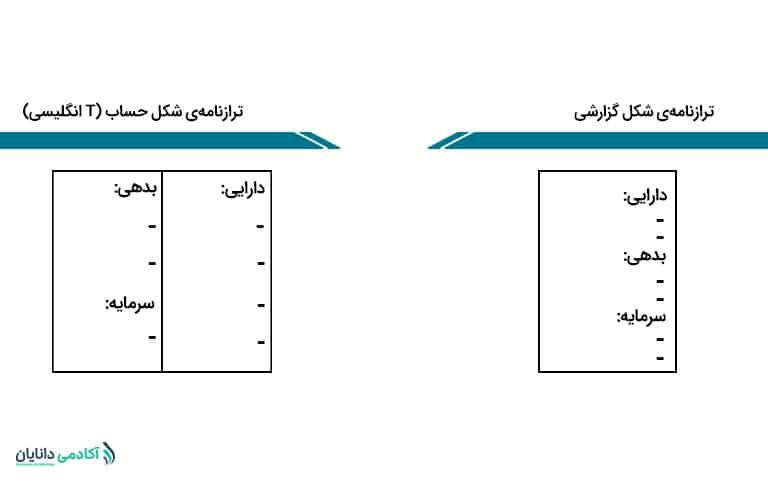 ترازنامه‌ی شکل گزارشی
دارایی:
-
-
بدهی:
-
-
سرمایه:
-
-
ترازنامه‌ی شکل حساب (T انگلیسی)
دارایی:
-
-
-
-
بدهی:
-
-
سرمایه:
-
آکادمی دانایان